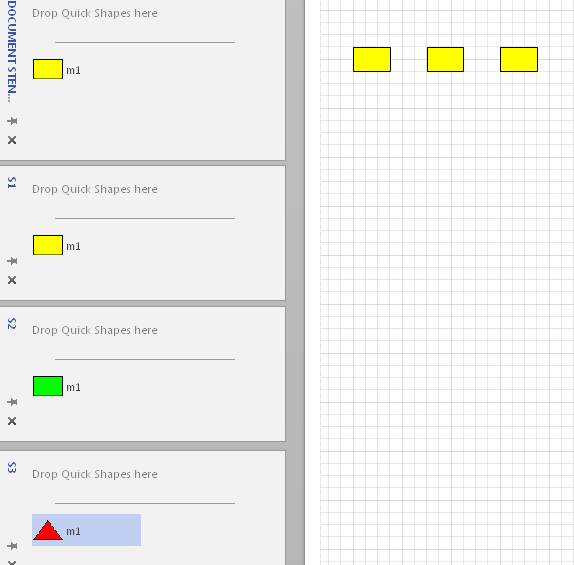 DOCUMENT STEN...
Drop Quick Shapes here
m1
S1
Drop Quick Shapes here
m1
S2
Drop Quick Shapes here
m1
S3
Drop Quick Shapes here
m1